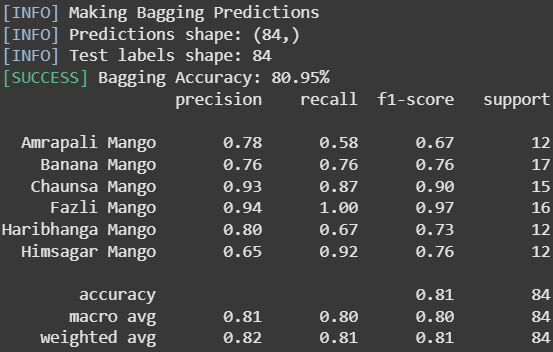 [INFO] Making Bagging Predictions
[INFO] Predictions shape: (84,)
[INFO] Test labels shape: 84
[SUCCESS] Bagging Accuracy: 80.95%
precision recall f1-score support
Amrapali Mango 0.78 0.58 0.67 12
Banana Mango 0.76 0.76 0.76 17
Chaunsa Mango 0.93 0.87 0.90 15
Fazli Mango 0.94 1.00 0.97 16
Haribhanga Mango 0.80 0.67 0.73 12
Himsagar Mango 0.65 0.92 0.76 12
accuracy 0.81 84
macro avg 0.81 0.80 0.80 84
weighted avg 0.82 0.81 0.81 84